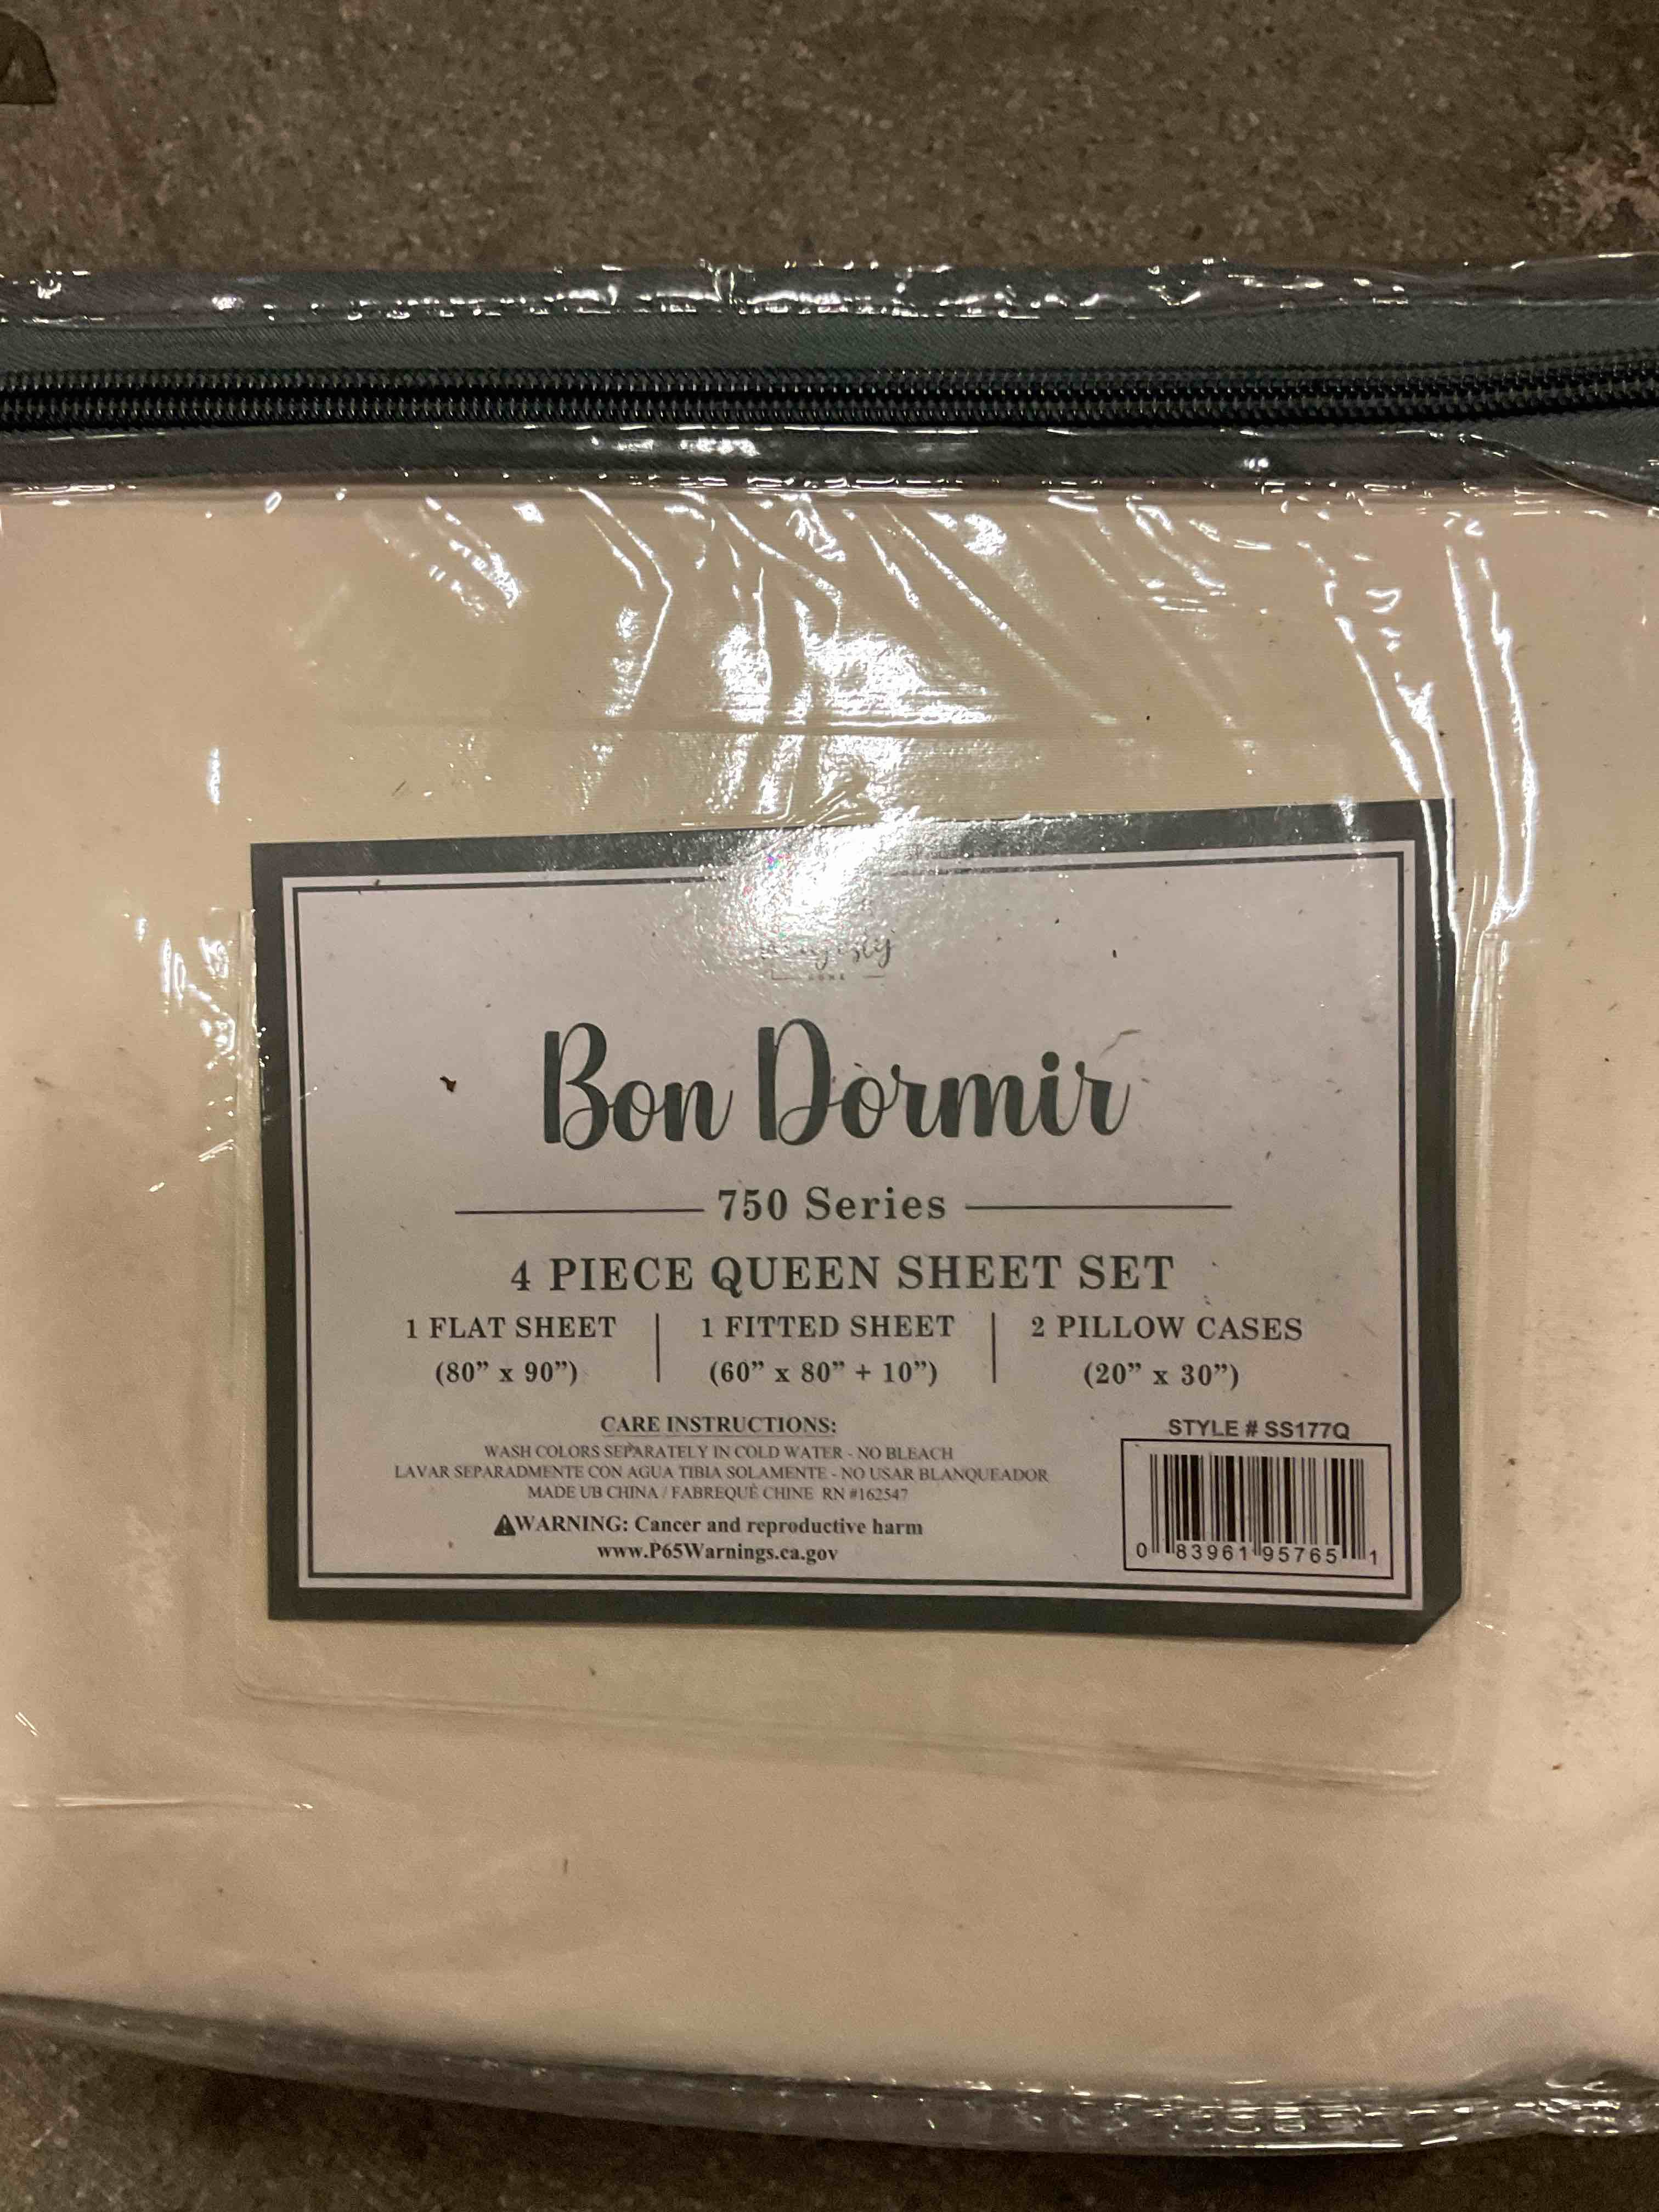 Bon Dormir
750 Series
4 PIECE QUEEN SHEET SET
1 FLAT SHEET | 1 FITTED SHEET | 2 PILLOW CASES
(80" x 90") (60" x 80" + 10") (20" x 30")
CARE INSTRUCTIONS:
WASH COLORS SEPARATELY IN COLD WATER - NO BLEACH
LAVAR SEPARADMENTE CON AGUA TIBIA SOLAMENTE - NO USAR BLANQUEADOR
MADE UB CHINA / FABREQUÉ CHINE RN #162547
WARNING: Cancer and reproductive harm
www.P65Warnings.ca.gov
STYLE # SS177Q
0 83961 95765 1